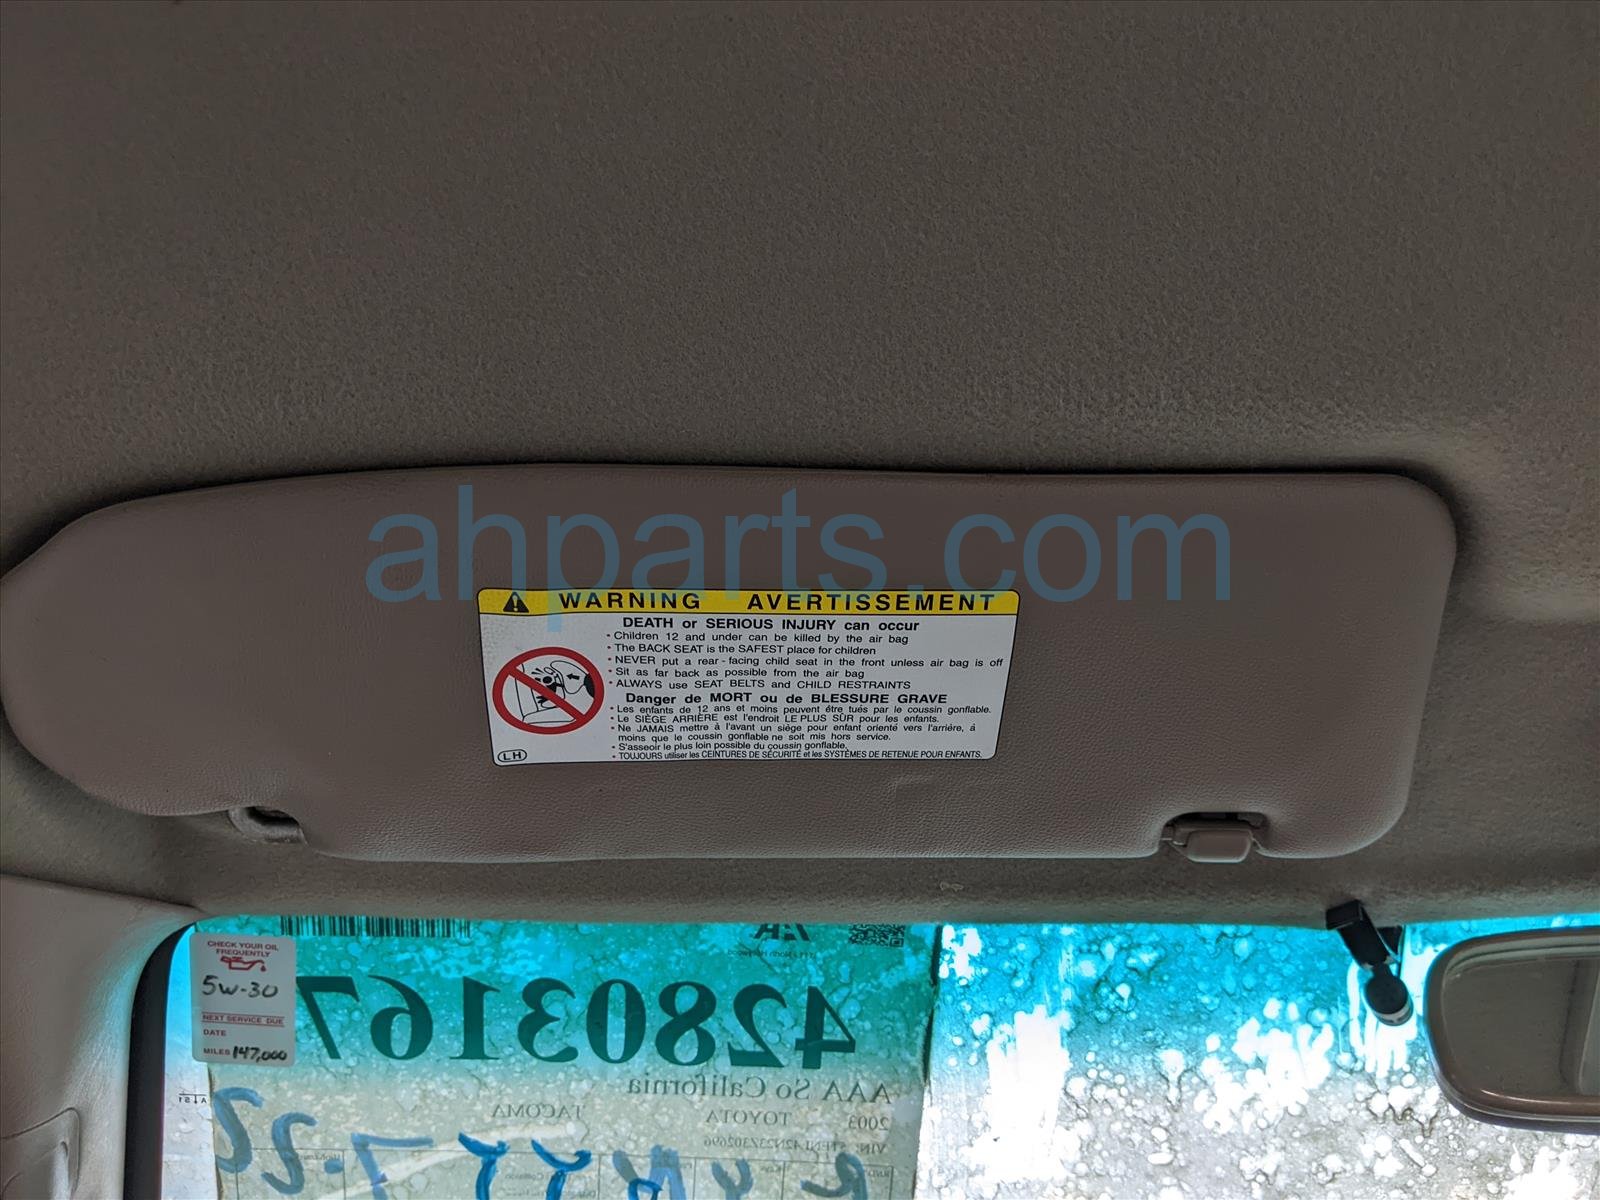 ahparts.com
WARNING AVERTISSEMENT
DEATH or SERIOUS INJURY can occur
• Children 12 and under can be killed by the air bag
• The BACK SEAT is the SAFEST place for children
• NEVER put a rear-facing child seat in the front unless air bag is off
• Sit as far back as possible from the air bag
• ALWAYS use SEAT BELTS and CHILD RESTRAINTS
Danger de MORT ou de BLESSURE GRAVE
• Les enfants de 12 ans et moins peuvent être tués par le coussin gonflable.
• Le SIÈGE ARRIÈRE est l'endroit LE PLUS SÛR pour les enfants.
• Ne JAMAIS mettre à l'avant un siège pour enfant orienté vers l'arrière, á
moins que le coussin gonflable ne soit mis hors service.
• S'asseoir le plus loin possible du coussin gonflable.
• TOUJOURS utiliser les CEINTURES DE SÉCURITÉ et les SYSTÈMES DE RETENUE POUR ENFANTS.
LH
CHECK YOUR OIL
FREQUENTLY
5W-30
NEXT SERVICE DUE
DATE
MILES 147,000
42803167
AAA So California
2003 TOYOTA TACOMA
7-22